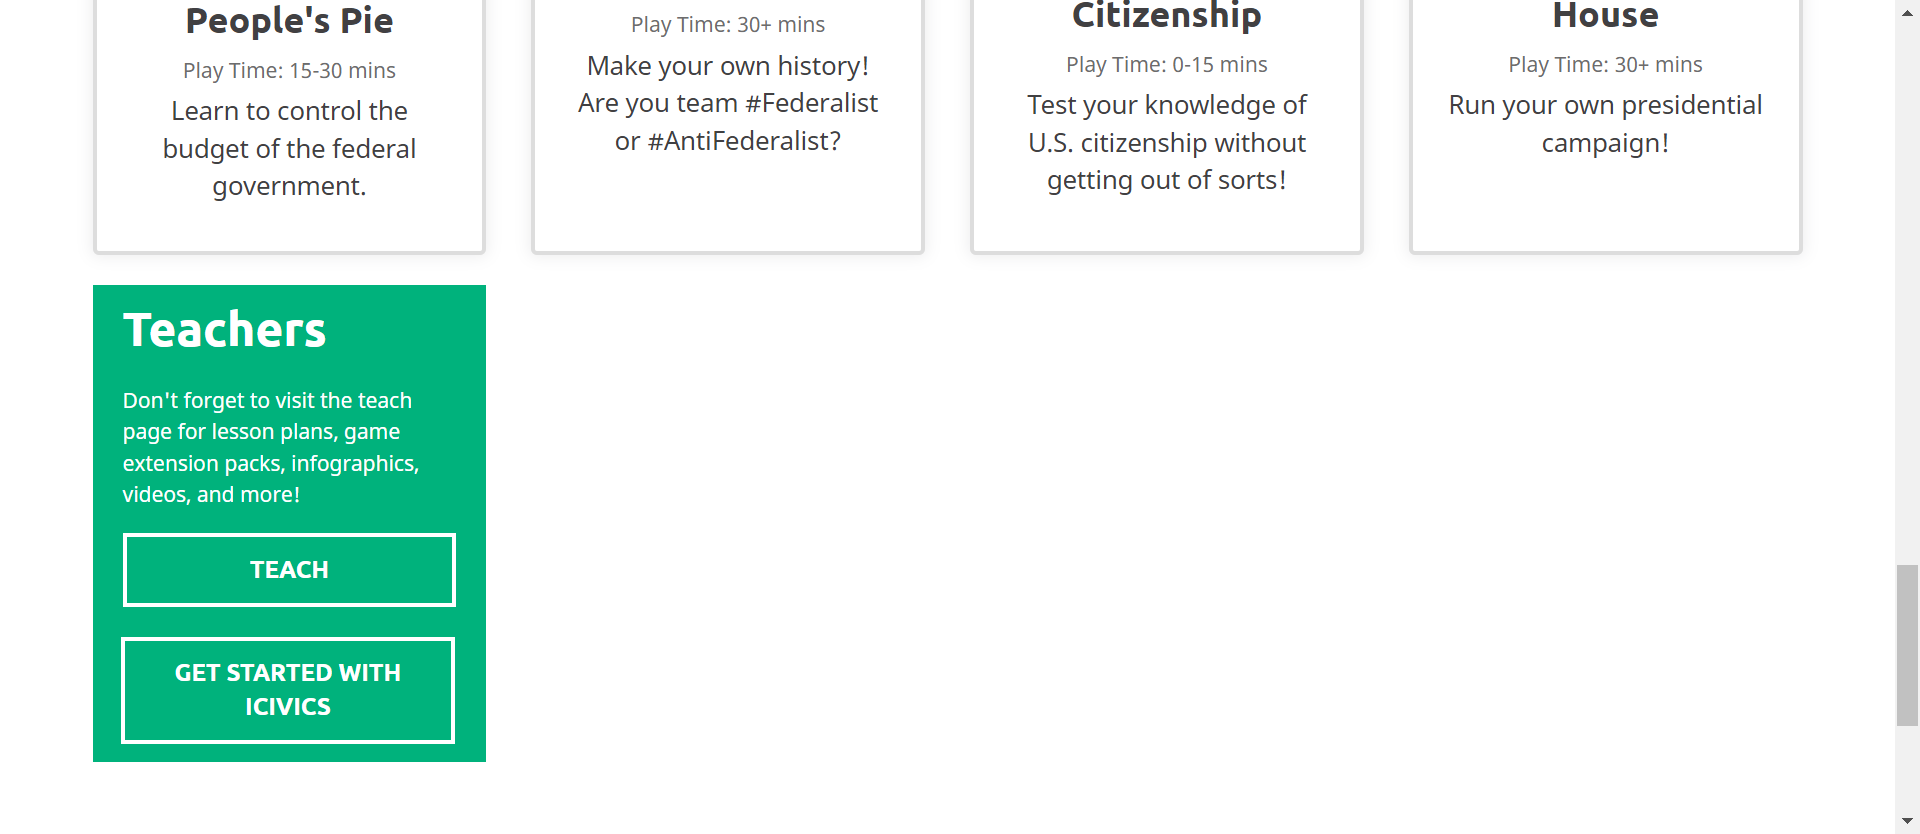 People's Pie
Play Time: 15-30 mins
Learn to control the
budget of the federal
government.
Play Time: 30+ mins
Make your own history!
Are you team #Federalist
or #AntiFederalist?
Citizenship
Play Time: 0-15 mins
Test your knowledge of
U.S. citizenship without
getting out of sorts!
House
Play Time: 30+ mins
Run your own presidential
campaign!
Teachers
Don't forget to visit the teach
page for lesson plans, game
extension packs, infographics,
videos, and more!
TEACH
GET STARTED WITH
ICIVICS